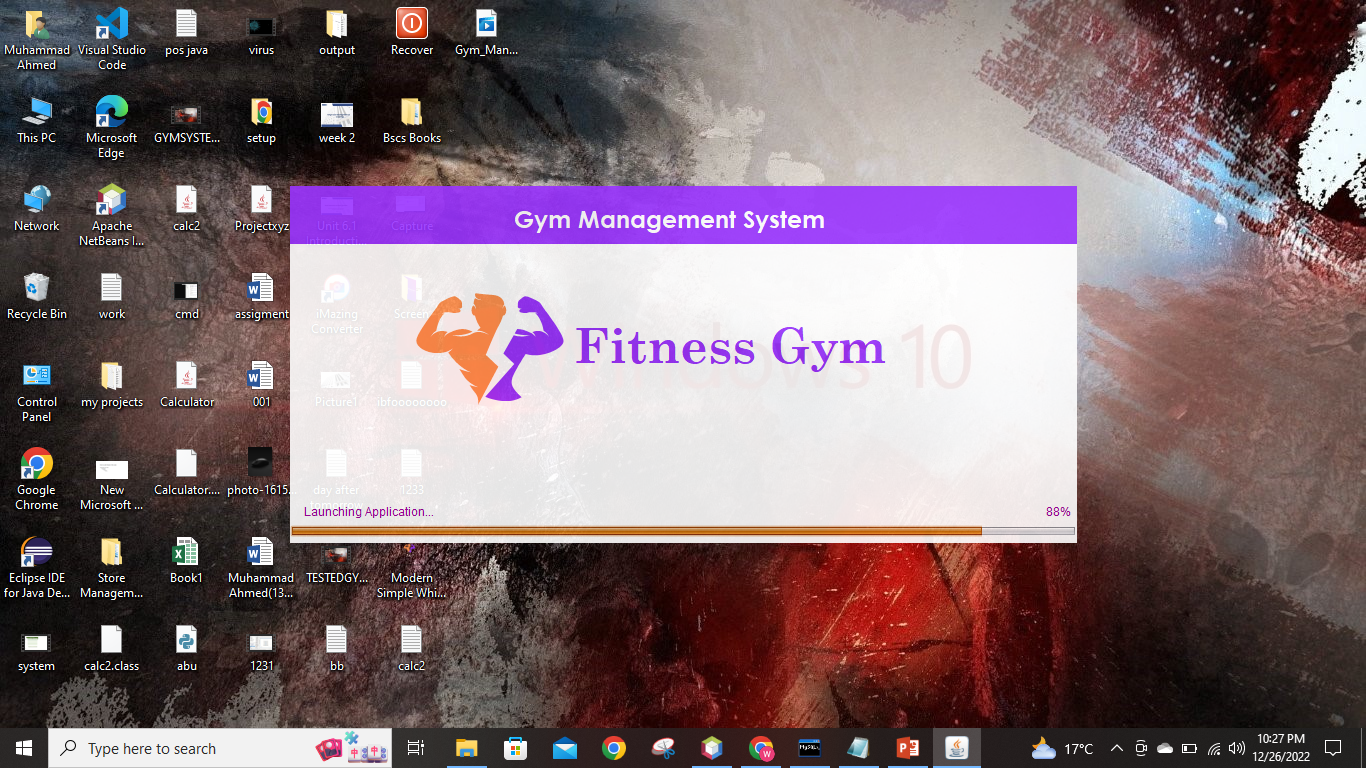 Muhammad
Ahmed
Visual Studio
Code
pos java
virus
output
Recover
Gym_Man...
This PC
Microsoft
Edge
GYMSYSTE...
setup
week 2
Bscs Books
Network
Apache
NetBeans I...
calc2
Projectxyz
Unit 6.1
Introducti...
Capture
Gym Management System
Recycle Bin
work
cmd
assigment
iMazing
Converter
Screen
Fitness Gym
10
Control
Panel
my projects
Calculator
001
Picture1
Google
Chrome
New
Microsoft ...
Calculator....
photo-1615...
day after
1233
Launching Application...
88%
Eclipse IDE
for Java De...
Store
Managem...
Book1
Muhammad
Ahmed(13...
TESTEDGY...
Modern
Simple Whi...
system
calc2.class
abu
1231
bb
calc2
Type here to search
17°C
10:27 PM
12/26/2022